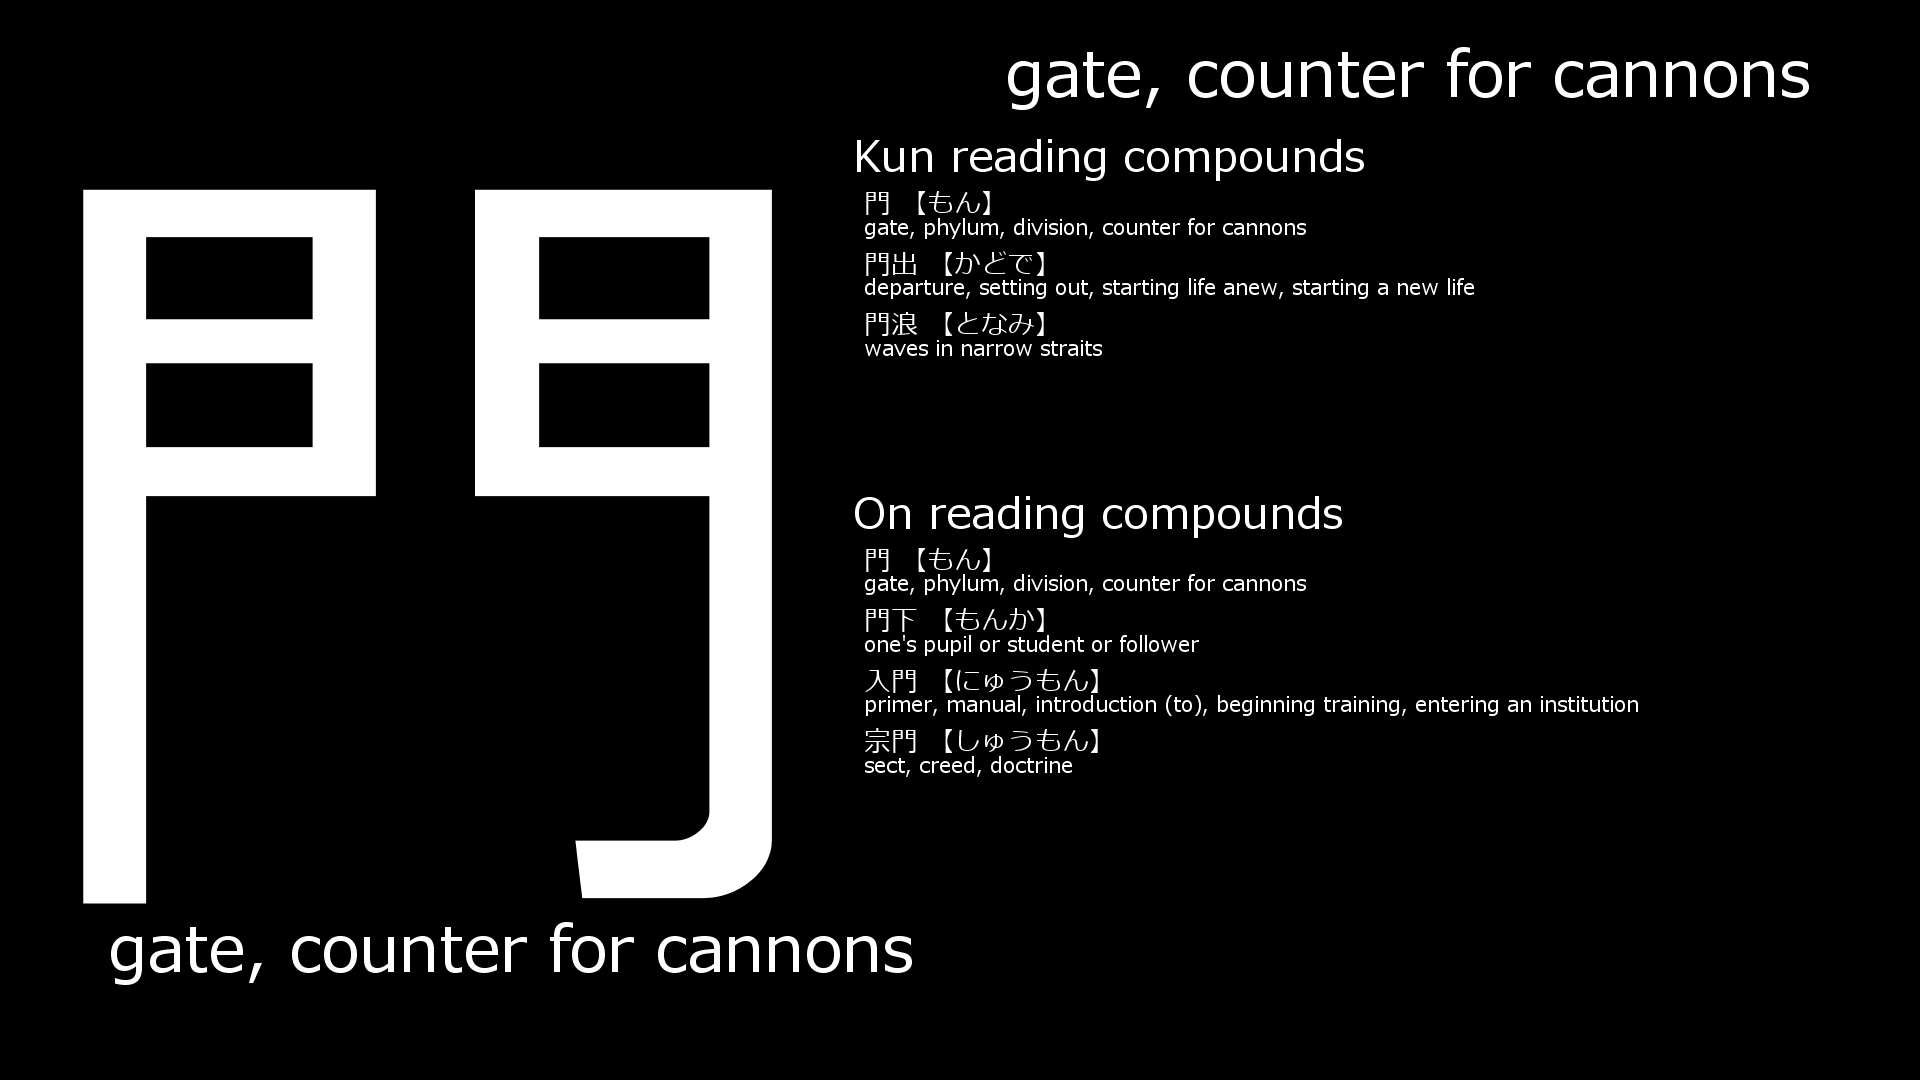 門
gate, counter for cannons
gate, counter for cannons
Kun reading compounds
門 【もん】
gate, phylum, division, counter for cannons
門出 【かどで】
departure, setting out, starting life anew, starting a new life
門浪 【となみ】
waves in narrow straits
On reading compounds
門 【もん】
gate, phylum, division, counter for cannons
門下 【もんか】
one's pupil or student or follower
入門 【にゅうもん】
primer, manual, introduction (to), beginning training, entering an institution
宗門 【しゅうもん】
sect, creed, doctrine